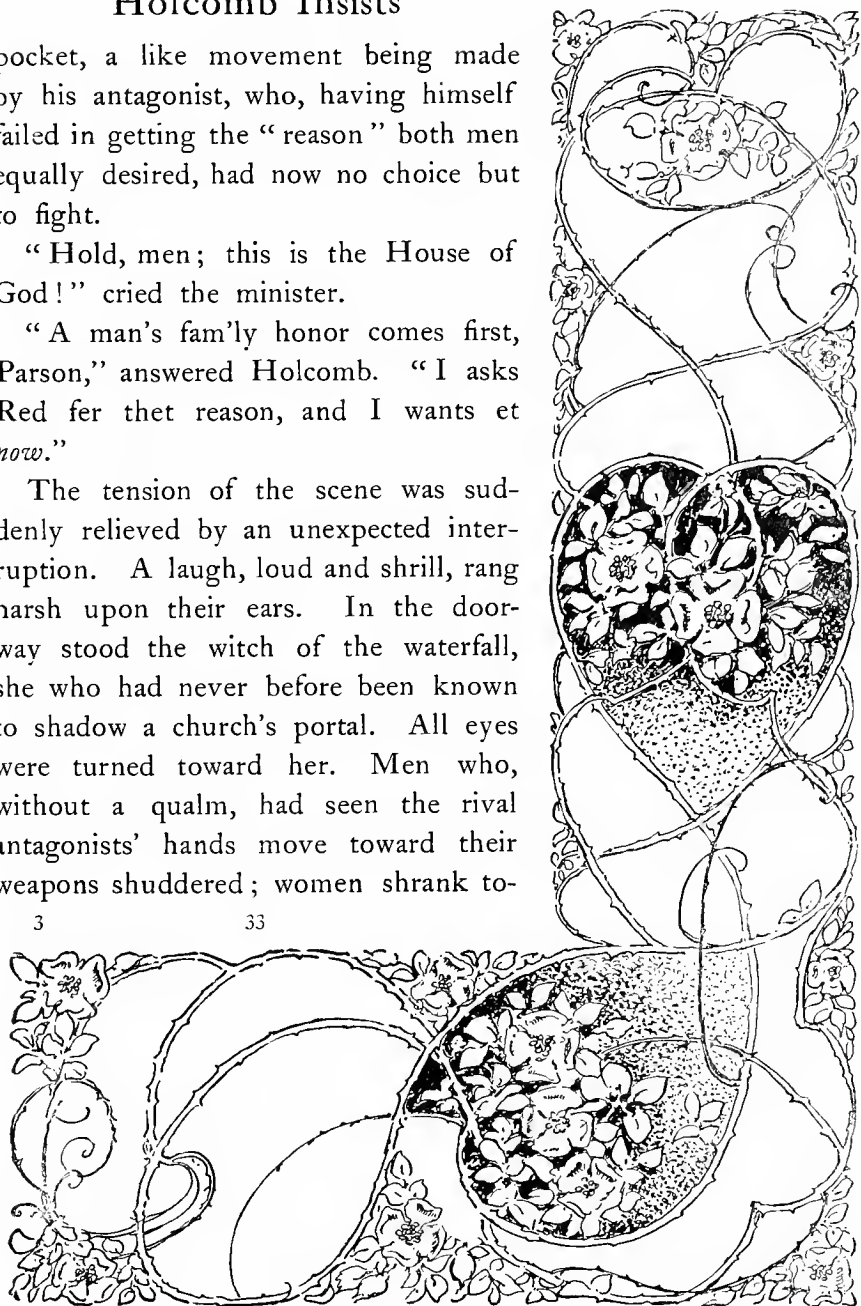 Holcomb Insists
pocket, a like movement being made
by his antagonist, who, having himself
failed in getting the “ reason ” both men
equally desired, had now no choice but
to fight.
“ Hold, men ; this is the House of
God ! ” cried the minister.
“ A man's fam'ly honor comes first,
Parson,” answered Holcomb. “ I asks
Red fer thet reason, and I wants et
now.”
The tension of the scene was sud-
denly relieved by an unexpected inter-
ruption. A laugh, loud and shrill, rang
harsh upon their ears. In the door-
way stood the witch of the waterfall,
she who had never before been known
to shadow a church's portal. All eyes
were turned toward her. Men who,
without a qualm, had seen the rival
antagonists' hands move toward their
weapons shuddered ; women shrank to-
3 33